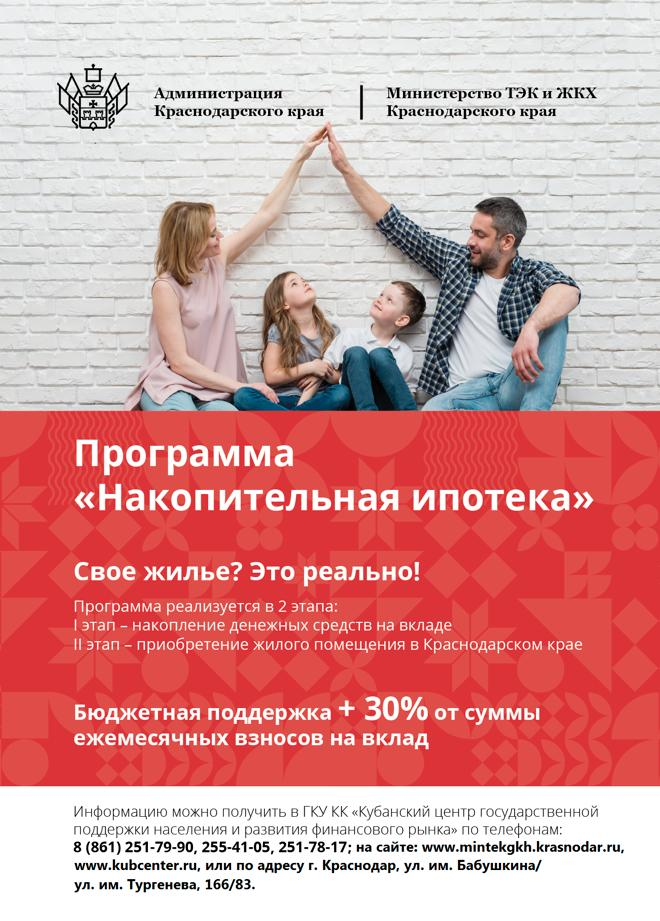 Администрация
Краснодарского края
Министерство ТЭК и ЖКХ
Краснодарского края
Программа
«Накопительная ипотека»
Свое жилье? Это реально!
Программа реализуется в 2 этапа:
I этап – накопление денежных средств на вкладе
II этап – приобретение жилого помещения в Краснодарском крае
Бюджетная поддержка + 30% от суммы
ежемесячных взносов на вклад
Информацию можно получить в ГКУ КК «Кубанский центр государственной
поддержки населения и развития финансового рынка» по телефонам:
8 (861) 251-79-90, 255-41-05, 251-78-17; на сайте: www.mintekgkh.krasnodar.ru,
www.kubcenter.ru, или по адресу г. Краснодар, ул. им. Бабушкина/
ул. им. Тургенева, 166/83.